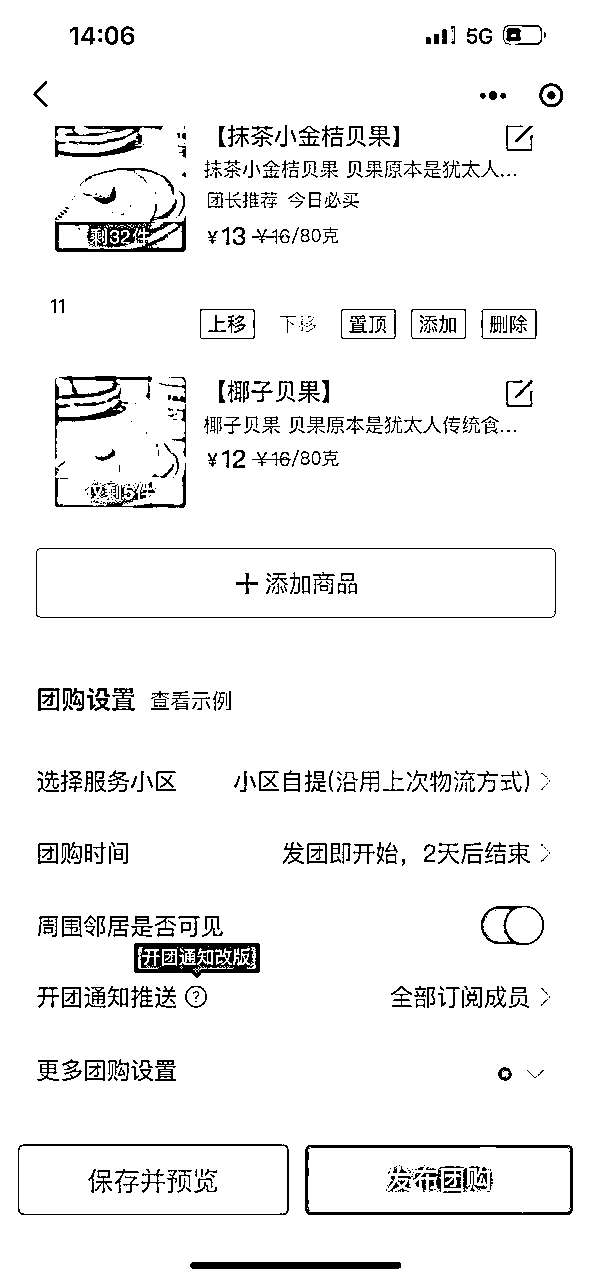 14:06
5G
【抹茶小金桔贝果】
抹茶小金桔贝果 贝果原本是犹太人...
团长推荐 今日必买
剩32件
¥13 ¥16/80克
11
上移 下移 置顶 添加 删除
【椰子贝果】
椰子贝果 贝果原本是犹太人传统食...
¥12 ¥16/80克
仅剩5件
+ 添加商品
团购设置 查看示例
选择服务小区 小区自提(沿用上次物流方式)
团购时间 发团即开始，2天后结束
周围邻居是否可见
开团通知改版
开团通知推送 ? 全部订阅成员
更多团购设置
保存并预览 发布团购